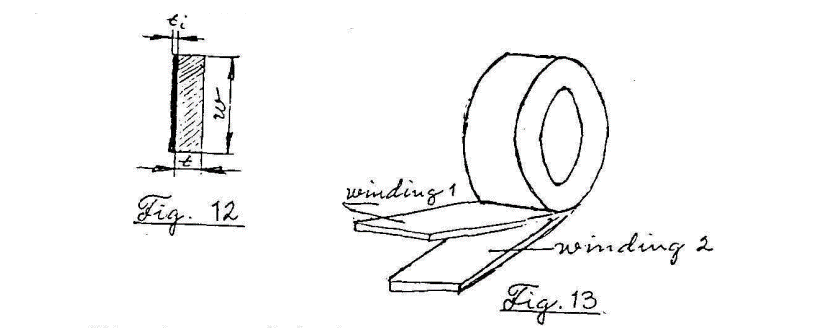 ti
w
t
Fig. 12
winding 1
winding 2
Fig. 13